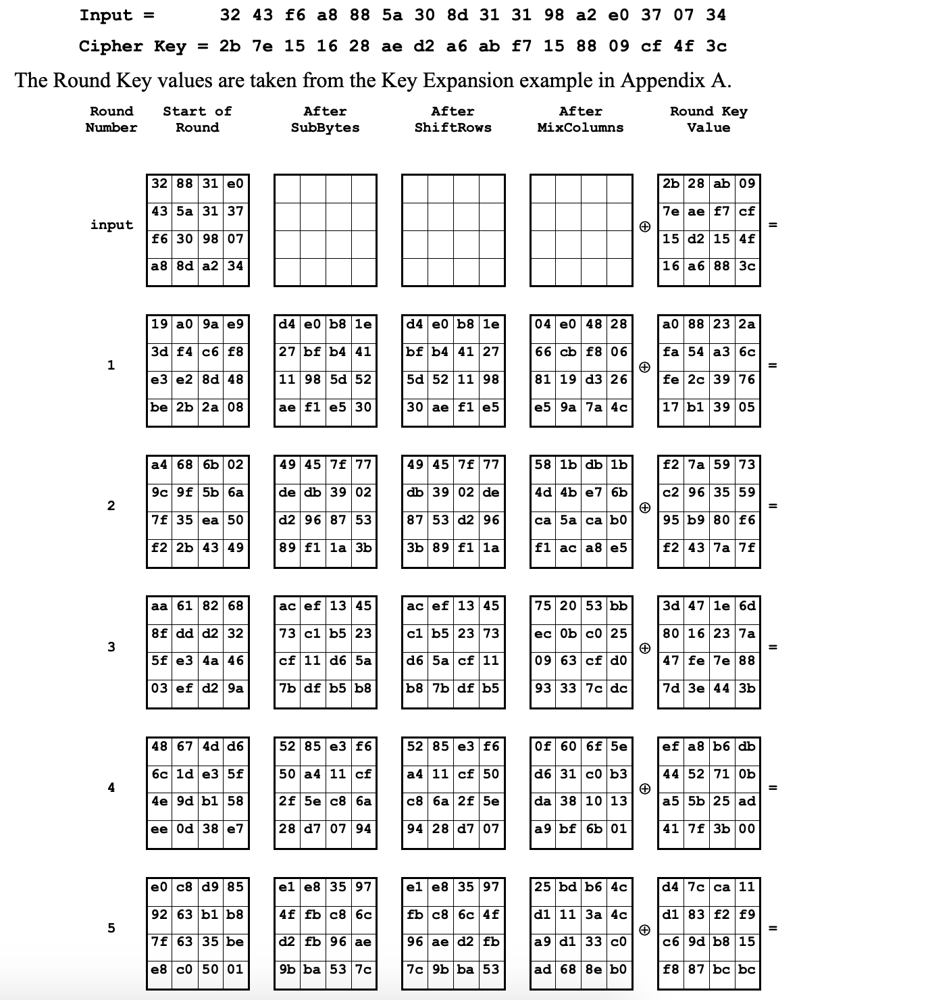 Input = 32 43 f6 a8 88 5a 30 8d 31 31 98 a2 e0 37 07 34
Cipher Key = 2b 7e 15 16 28 ae d2 a6 ab f7 15 88 09 cf 4f 3c
The Round Key values are taken from the Key Expansion example in Appendix A.
Round Start of After After After Round Key
Number Round SubBytes ShiftRows MixColumns Value
32 88 31 e0 2b 28 ab 09
43 5a 31 37 7e ae f7 cf
input ⊕ =
f6 30 98 07 15 d2 15 4f
a8 8d a2 34 16 a6 88 3c
19 a0 9a e9 d4 e0 b8 1e d4 e0 b8 1e 04 e0 48 28 a0 88 23 2a
3d f4 c6 f8 27 bf b4 41 bf b4 41 27 66 cb f8 06 fa 54 a3 6c
1 ⊕ =
e3 e2 8d 48 11 98 5d 52 5d 52 11 98 81 19 d3 26 fe 2c 39 76
be 2b 2a 08 ae f1 e5 30 30 ae f1 e5 e5 9a 7a 4c 17 b1 39 05
a4 68 6b 02 49 45 7f 77 49 45 7f 77 58 1b db 1b f2 7a 59 73
9c 9f 5b 6a de db 39 02 db 39 02 de 4d 4b e7 6b c2 96 35 59
2 ⊕ =
7f 35 ea 50 d2 96 87 53 87 53 d2 96 ca 5a ca b0 95 b9 80 f6
f2 2b 43 49 89 f1 1a 3b 3b 89 f1 1a f1 ac a8 e5 f2 43 7a 7f
aa 61 82 68 ac ef 13 45 ac ef 13 45 75 20 53 bb 3d 47 1e 6d
8f dd d2 32 73 c1 b5 23 c1 b5 23 73 ec 0b c0 25 80 16 23 7a
3 ⊕ =
5f e3 4a 46 cf 11 d6 5a d6 5a cf 11 09 63 cf d0 47 fe 7e 88
03 ef d2 9a 7b df b5 b8 b8 7b df b5 93 33 7c dc 7d 3e 44 3b
48 67 4d d6 52 85 e3 f6 52 85 e3 f6 0f 60 6f 5e ef a8 b6 db
6c 1d e3 5f 50 a4 11 cf a4 11 cf 50 d6 31 c0 b3 44 52 71 0b
4 ⊕ =
4e 9d b1 58 2f 5e c8 6a c8 6a 2f 5e da 38 10 13 a5 5b 25 ad
ee 0d 38 e7 28 d7 07 94 94 28 d7 07 a9 bf 6b 01 41 7f 3b 00
e0 c8 d9 85 e1 e8 35 97 e1 e8 35 97 25 bd b6 4c d4 7c ca 11
92 63 b1 b8 4f fb c8 6c fb c8 6c 4f d1 11 3a 4c d1 83 f2 f9
5 ⊕ =
7f 63 35 be d2 fb 96 ae 96 ae d2 fb a9 d1 33 c0 c6 9d b8 15
e8 c0 50 01 9b ba 53 7c 7c 9b ba 53 ad 68 8e b0 f8 87 bc bc